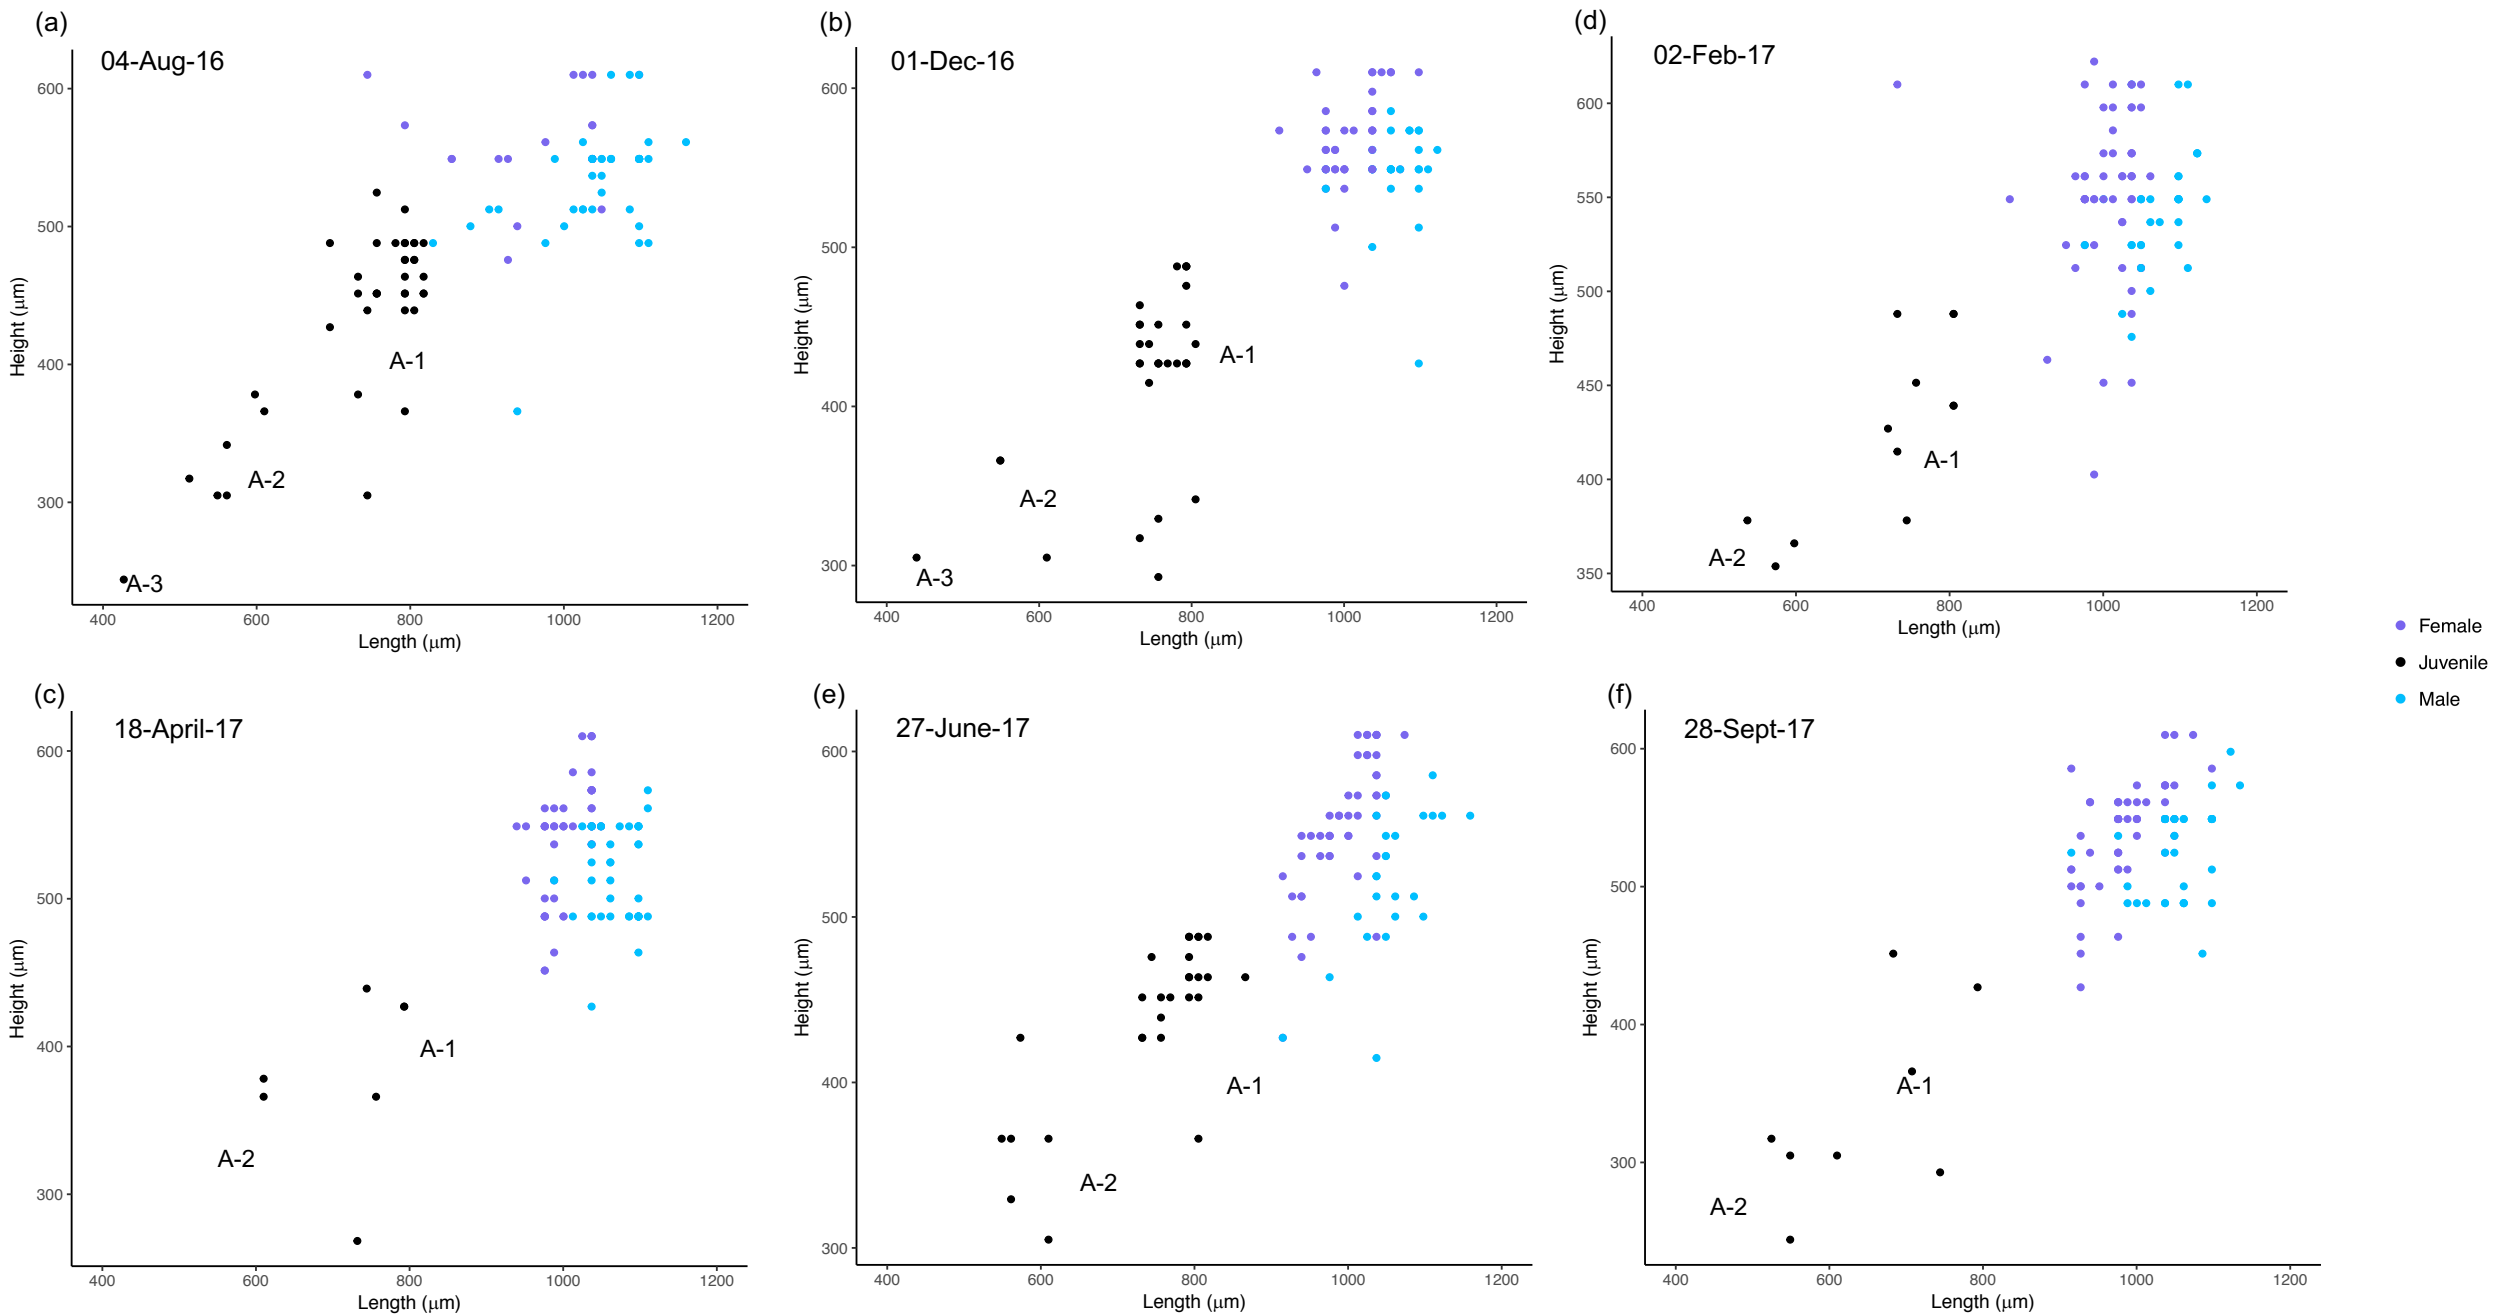 (a)
04-Aug-16
600
500
400
300
Height (μm)
A-1
A-2
A-3
400 600 800 1000 1200
Length (μm)
(b)
01-Dec-16
600
500
400
300
Height (μm)
A-1
A-2
A-3
400 600 800 1000 1200
Length (μm)
(d)
02-Feb-17
600
550
500
450
400
350
Height (μm)
A-1
A-2
400 600 800 1000 1200
Length (μm)
Female
Juvenile
Male
(c)
18-April-17
600
500
400
300
Height (μm)
A-1
A-2
400 600 800 1000 1200
Length (μm)
(e)
27-June-17
600
500
400
300
Height (μm)
A-1
A-2
400 600 800 1000 1200
Length (μm)
(f)
28-Sept-17
600
500
400
300
Height (μm)
A-1
A-2
400 600 800 1000 1200
Length (μm)